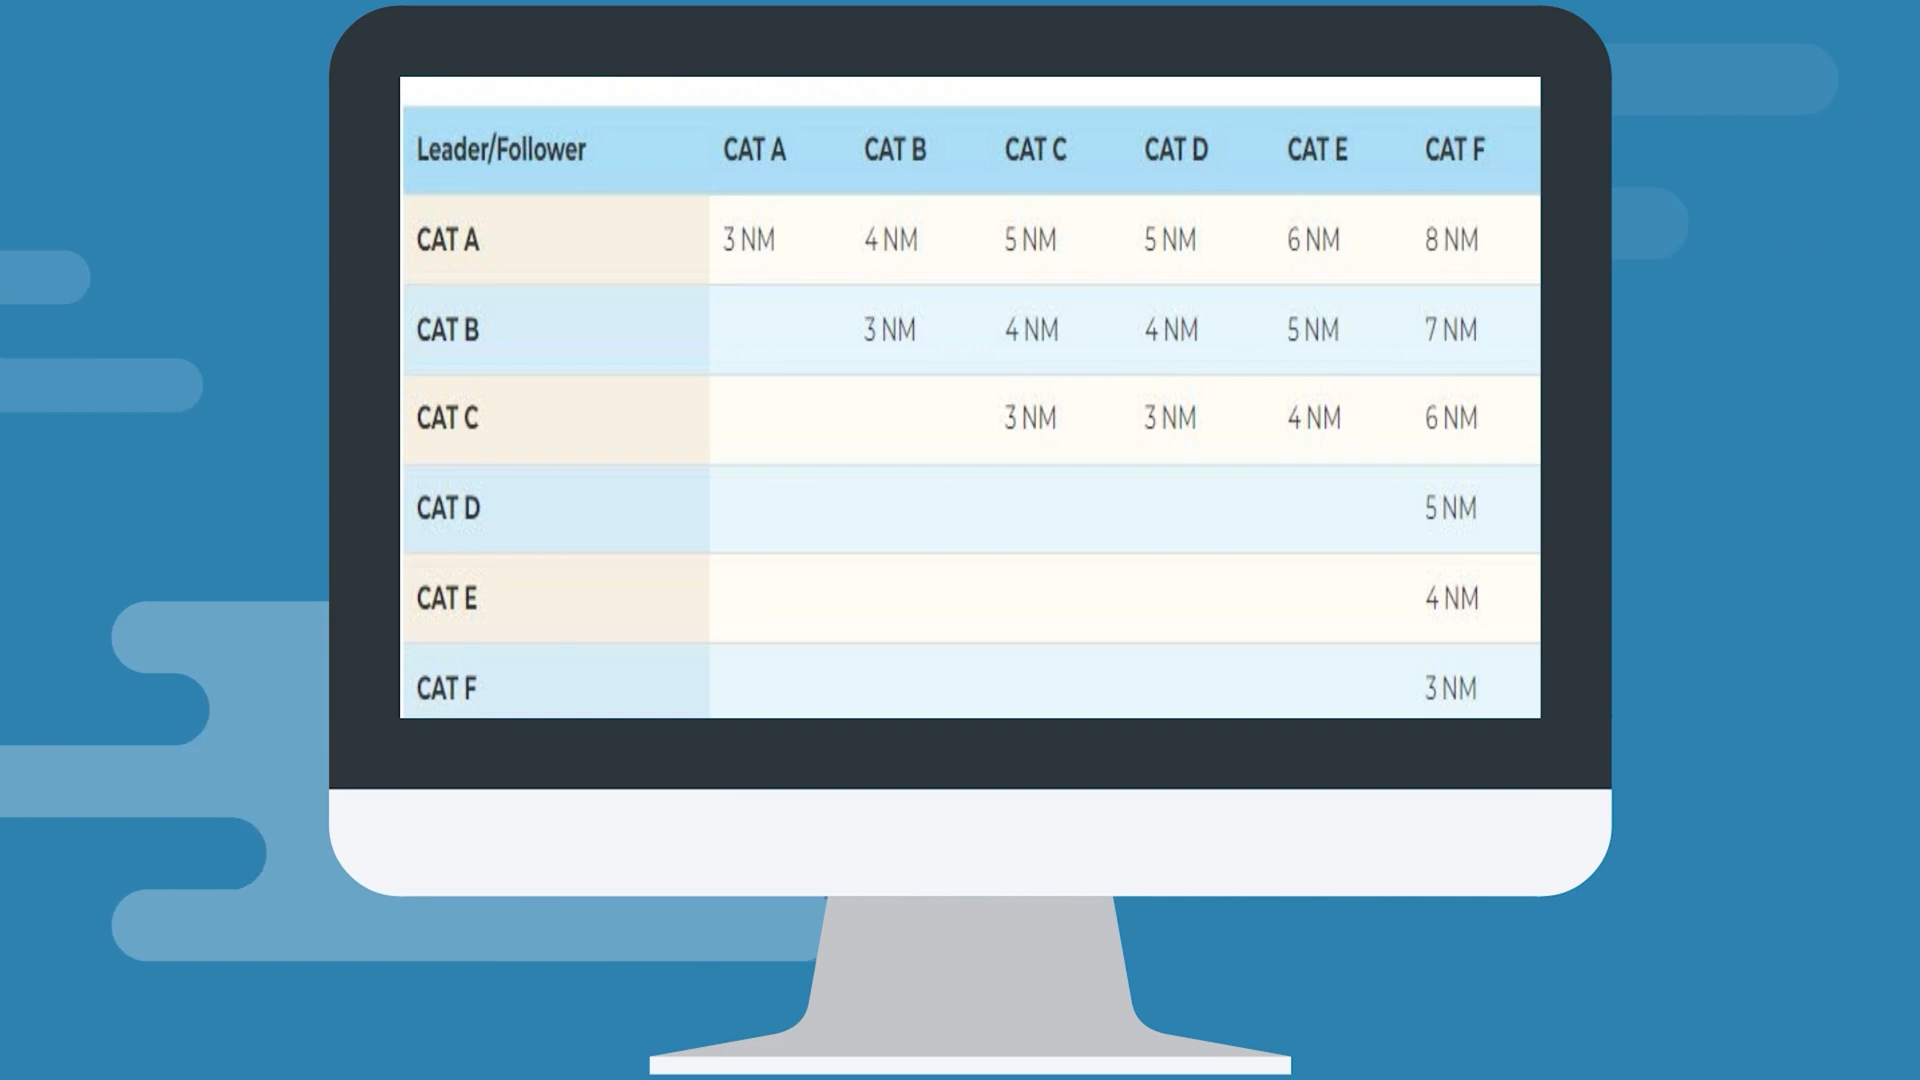 Leader/Follower CAT A CAT B CAT C CAT D CAT E CAT F
CAT A 3 NM 4 NM 5 NM 5 NM 6 NM 8 NM
CAT B 3 NM 4 NM 4 NM 5 NM 7 NM
CAT C 3 NM 3 NM 4 NM 6 NM
CAT D 5 NM
CAT E 4 NM
CAT F 3 NM